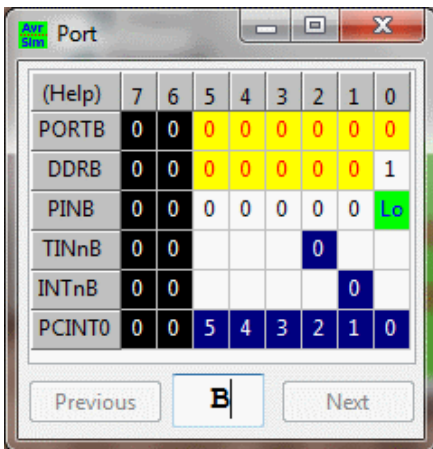 Avr Sim Port
(Help) 7 6 5 4 3 2 1 0
PORTB 0 0 0 0 0 0 0 0
DDRB 0 0 0 0 0 0 0 1
PINB 0 0 0 0 0 0 0 Lo
TINnB 0 0 0
INTnB 0 0 0
PCINT0 0 0 5 4 3 2 1 0
Previous B Next